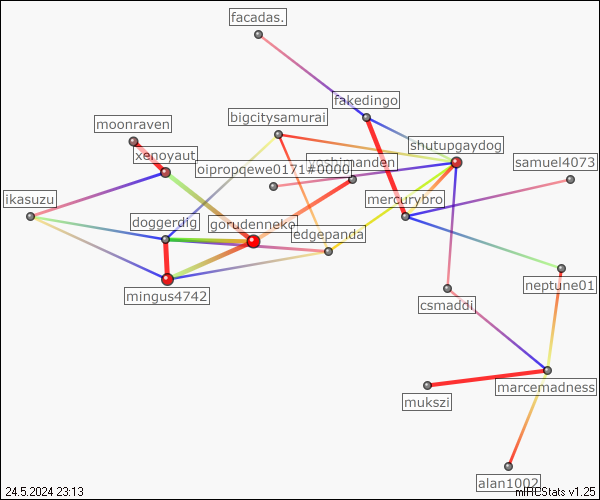 facadas.
fakedingo
bigcitysamurai
moonraven
shutupgaydog
xenoyaut
yoshimanden
samuel4073
oipropqewe0171#0000
ikasuzu
mercurybro
doggerdig
gorudenneko
edgepanda
neptune01
mingus4742
csmaddi
marcemadness
mukszi
alan1002
24.5.2024 23:13
mIRCStats v1.25